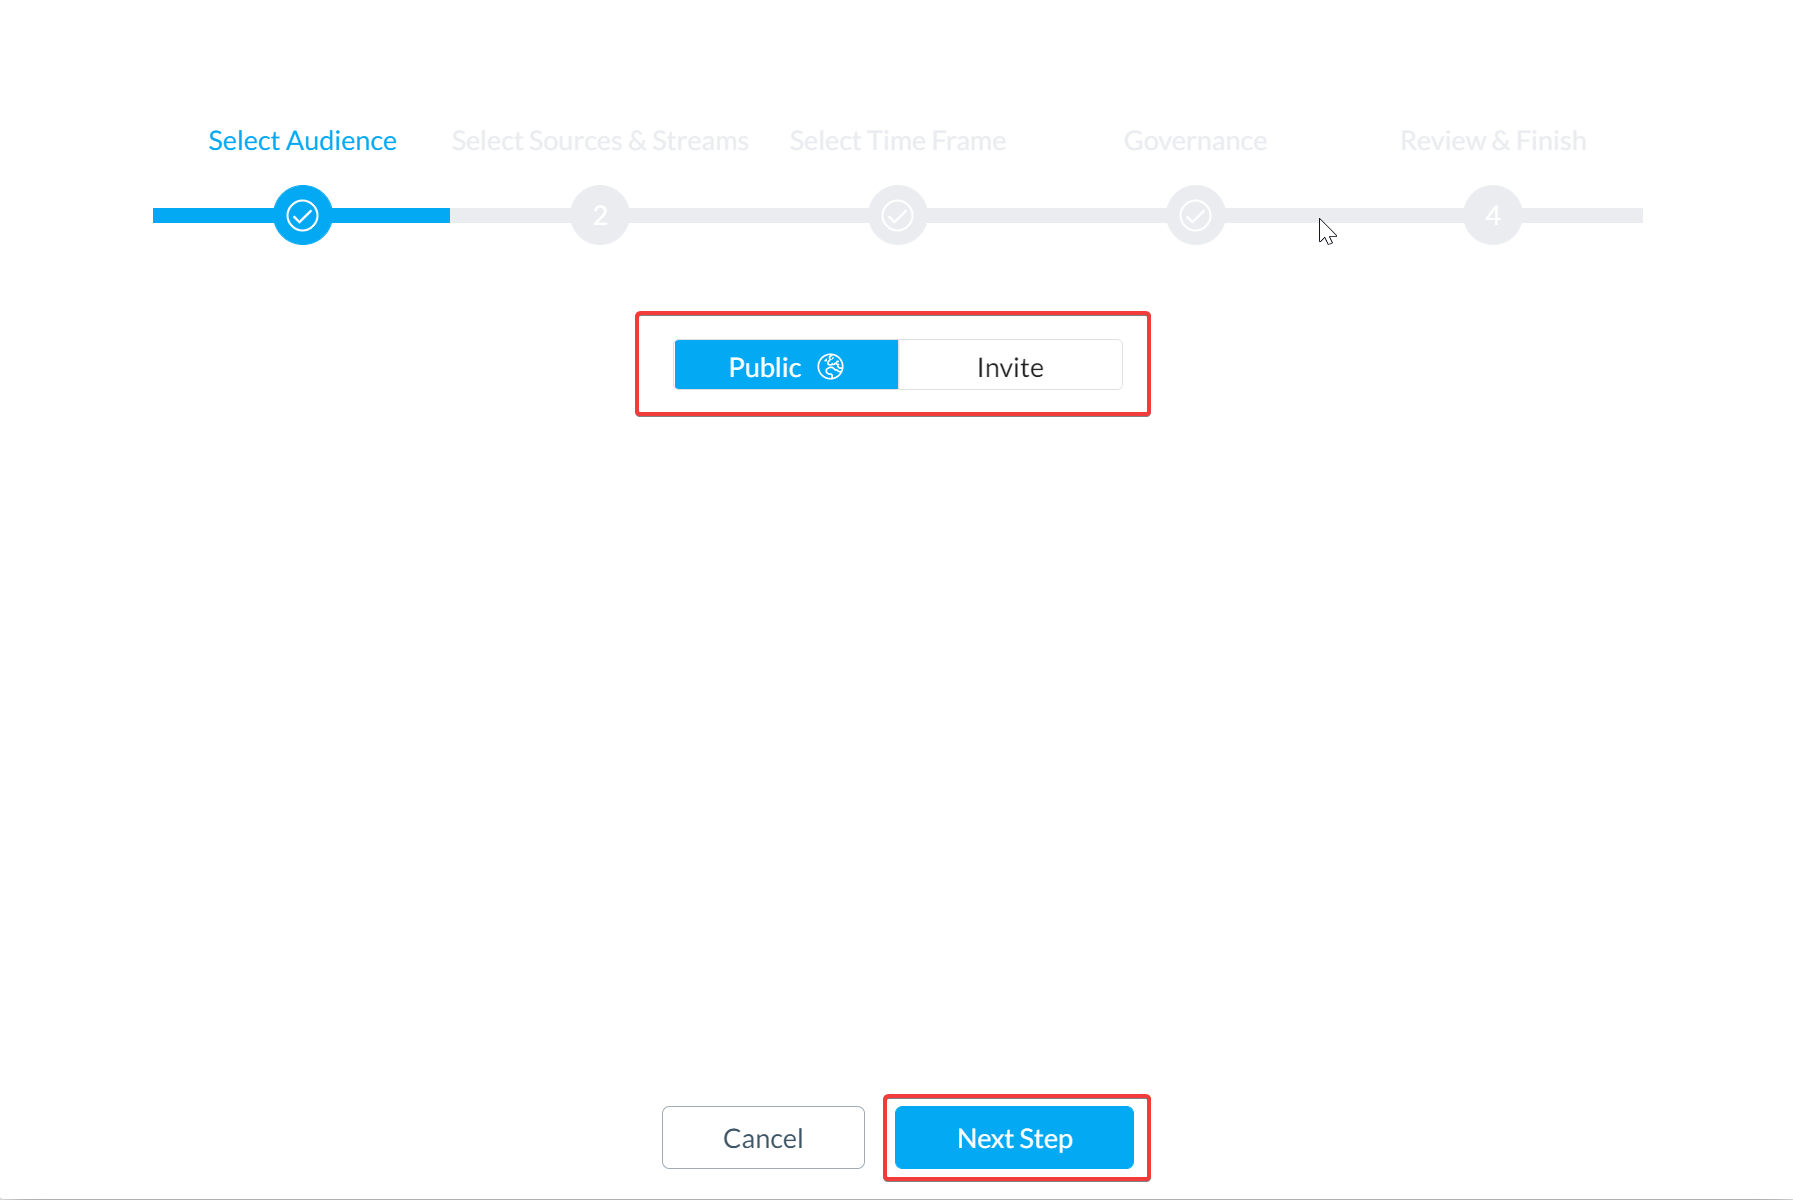 Select Audience Select Sources & Streams Select Time Frame Governance Review & Finish
2 4
Public Invite
Cancel Next Step